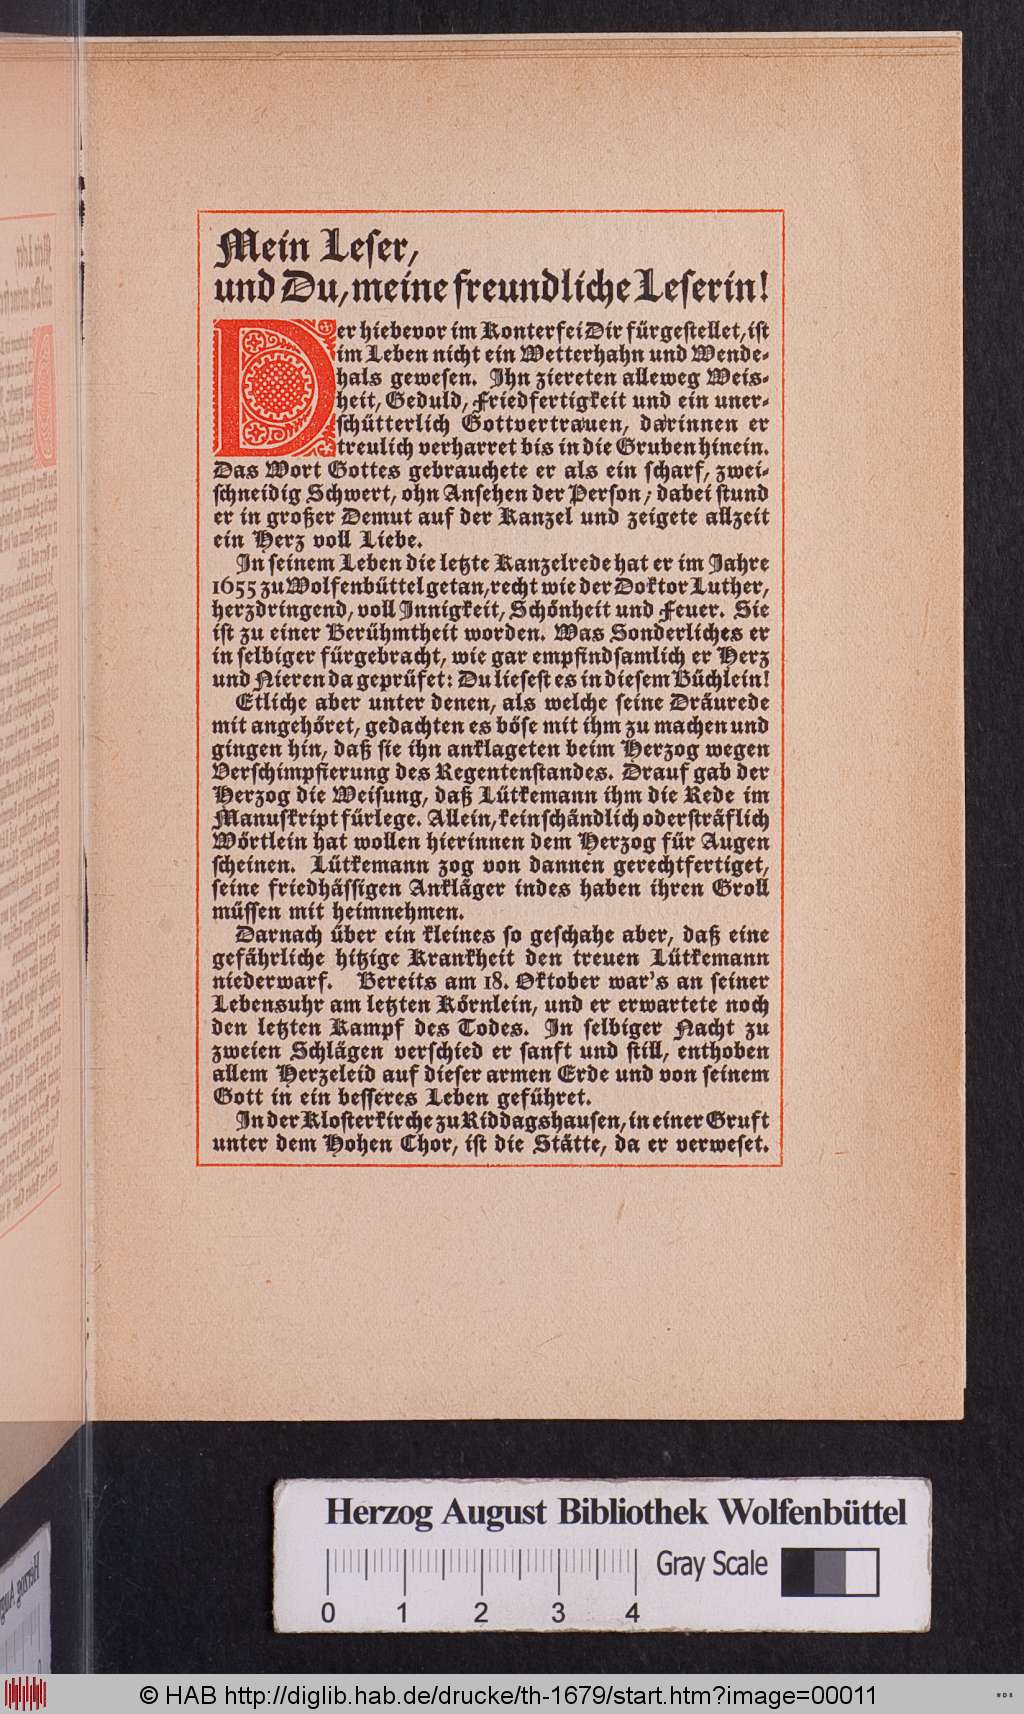 Mein Leſer,
und Du, meine freundliche Leſerin!
Der hiebevor im Konterfei Dir fürgeſtellet, iſt
im Leben nicht ein Wetterhahn und Wende-
hals geweſen. Ihn ziereten alleweg Weis-
heit, Geduld, Friedfertigkeit und ein uner-
ſchütterlich Gottvertrauen, darinnen er
treulich verharret bis in die Gruben hinein.
Das Wort Gottes gebrauchete er als ein ſcharf, zwei-
ſchneidig Schwert, ohn Anſehen der Perſon; dabei ſtund
er in großer Demut auf der Kanzel und zeigete allzeit
ein Herz voll Liebe.
In ſeinem Leben die letzte Kanzelrede hat er im Jahre
1655 zu Wolfenbüttel getan, recht wie der Doktor Luther,
herzdringend, voll Innigkeit, Schönheit und Feuer. Sie
iſt zu einer Berühmtheit worden. Was Sonderliches er
in ſelbiger fürgebracht, wie gar empfindſamlich er Herz
und Nieren da geprüfet: Du lieſeſt es in dieſem Büchlein!
Etliche aber unter denen, als welche ſeine Dräurede
mit angehöret, gedachten es böſe mit ihm zu machen und
gingen hin, daß ſie ihn anklageten beim Herzog wegen
Verſchimpfierung des Regentenſtandes. Drauf gab der
Herzog die Weiſung, daß Lütkemann ihm die Rede im
Manuſkript fürlege. Allein, kein ſchändlich oder ſträflich
Wörtlein hat wollen hierinnen dem Herzog für Augen
ſcheinen. Lütkemann zog von dannen gerechtfertiget,
ſeine friedhäſſigen Ankläger indes haben ihren Groll
müſſen mit heimnehmen.
Darnach über ein kleines ſo geſchahe aber, daß eine
gefährliche hitzige Krankheit den treuen Lütkemann
niederwarf. Bereits am 18. Oktober war's an ſeiner
Lebensuhr am letzten Körnlein, und er erwartete noch
den letzten Kampf des Todes. In ſelbiger Nacht zu
zweien Schlägen verſchied er ſanft und ſtill, enthoben
allem Herzeleid auf dieſer armen Erde und von ſeinem
Gott in ein beſſeres Leben geführet.
In der Kloſterkirche zu Riddagshauſen, in einer Gruft
unter dem Hohen Chor, iſt die Stätte, da er verweſet.
Herzog August Bibliothek Wolfenbüttel
Gray Scale
0 1 2 3 4
© HAB http://diglib.hab.de/drucke/th-1679/start.htm?image=00011